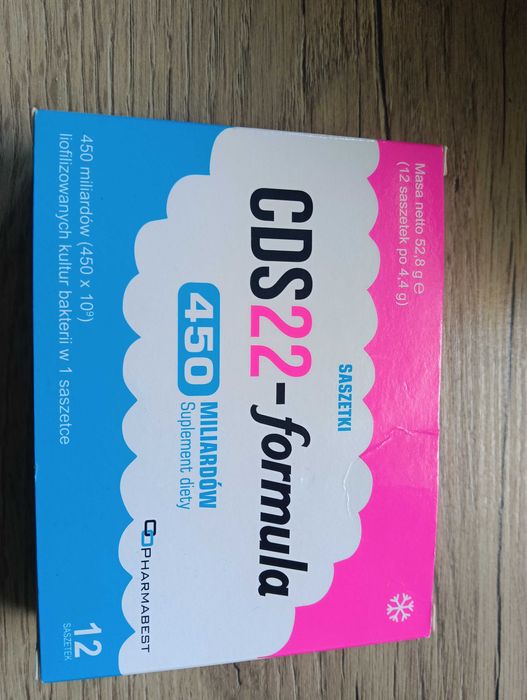 Masa netto 52,8 g ℮
(12 saszetek po 4,4 g)
SASZETKI
CDS22-formula
450 MILIARDÓW
Suplement diety
450 miliardów (450 x 10⁹)
liofilizowanych kultur bakterii w 1 saszetce
PHARMABEST
12
SASZETEK